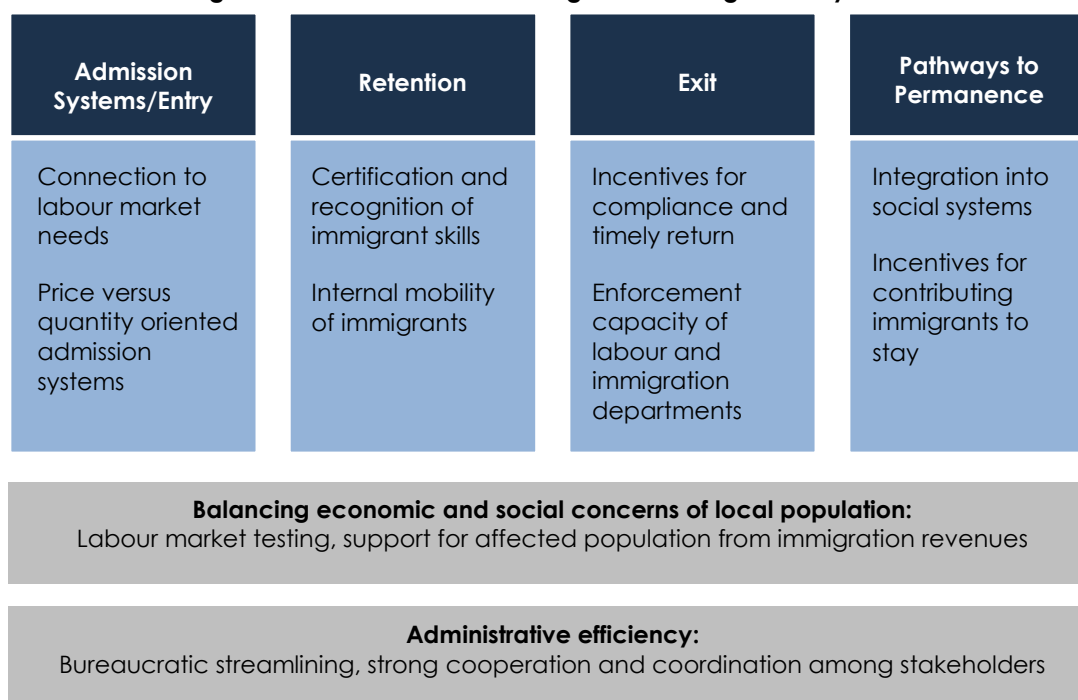 Admission
Systems/Entry
Connection to
labour market
needs
Price versus
quantity oriented
admission
systems
Retention
Certification and
recognition of
immigrant skills
Internal mobility
of immigrants
Exit
Incentives for
compliance and
timely return
Enforcement
capacity of
labour and
immigration
departments
Pathways to
Permanence
Integration into
social systems
Incentives for
contributing
immigrants to
stay
Balancing economic and social concerns of local population:
Labour market testing, support for affected population from immigration revenues
Administrative efficiency:
Bureaucratic streamlining, strong cooperation and coordination among stakeholders